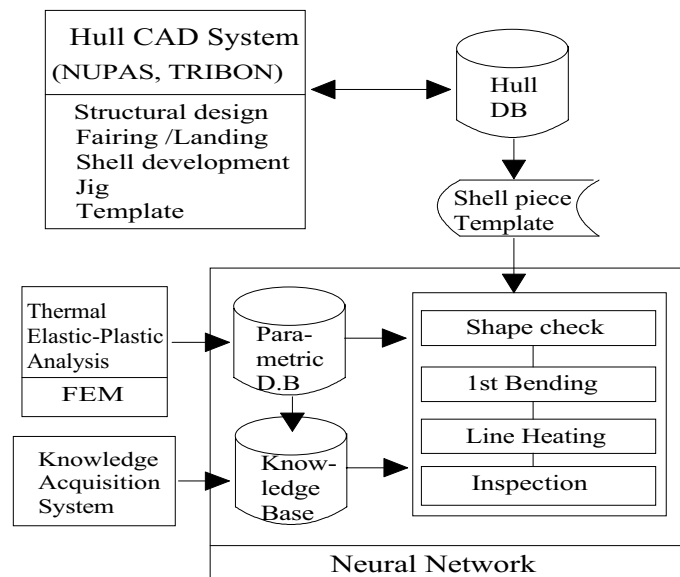 Hull CAD System
(NUPAS, TRIBON)
Structural design
Fairing /Landing
Shell development
Jig
Template
Hull
DB
Shell piece
Template
Thermal
Elastic-Plastic
Analysis
FEM
Knowledge
Acquisition
System
Para-
metric
D.B
Know-
ledge
Base
Shape check
1st Bending
Line Heating
Inspection
Neural Network